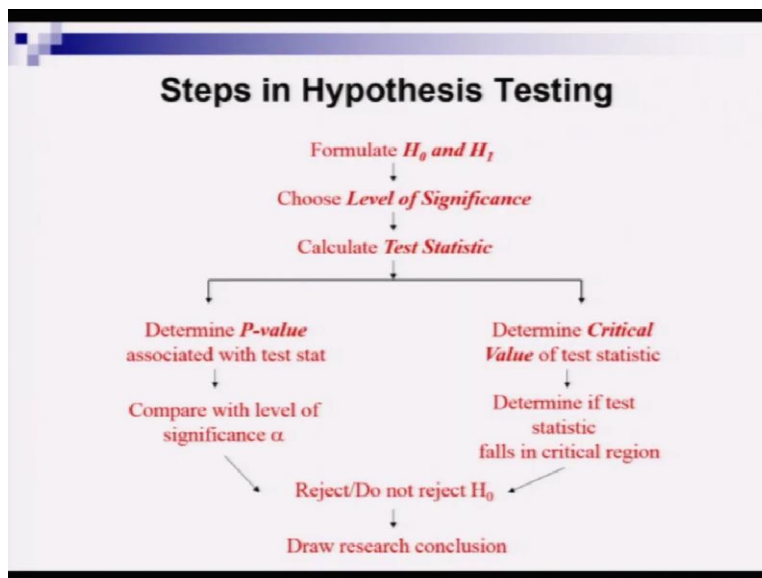 Steps in Hypothesis Testing
Formulate H₀ and H₁
Choose Level of Significance
Calculate Test Statistic
Determine P-value
associated with test stat
Compare with level of
significance α
Determine Critical
Value of test statistic
Determine if test
statistic
falls in critical region
Reject/Do not reject H₀
Draw research conclusion